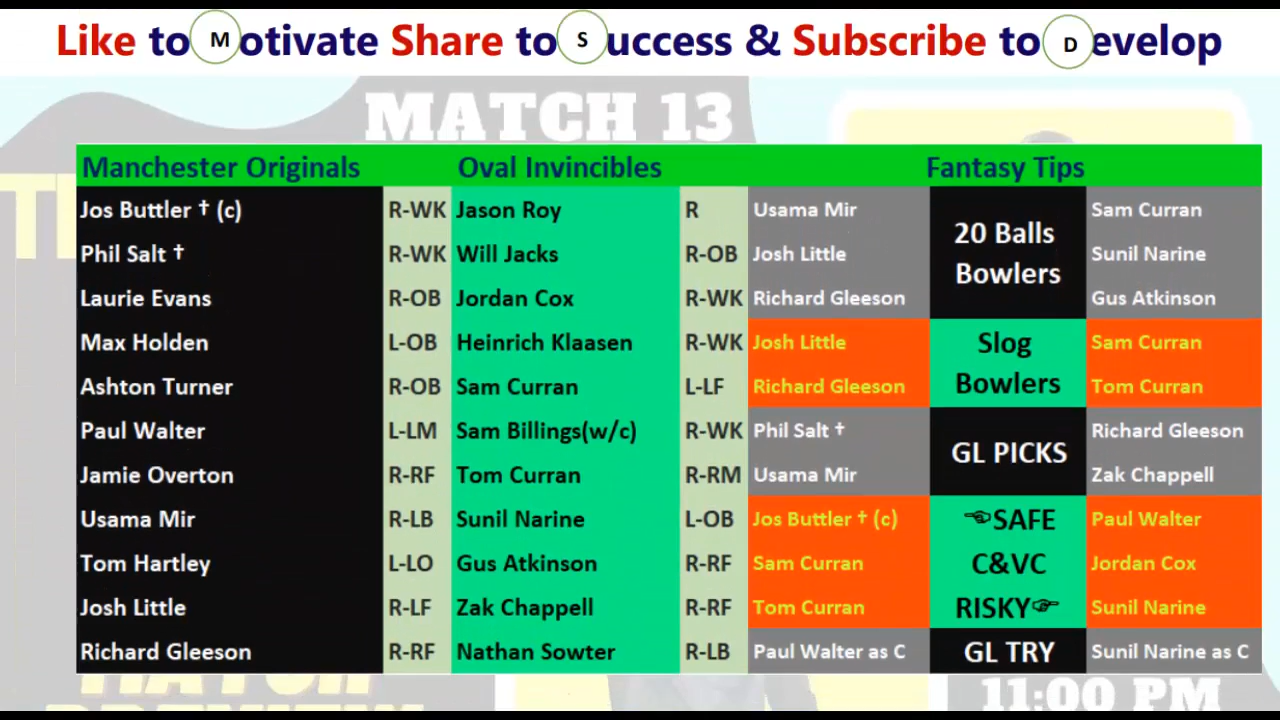 Like to Motivate Share to Success & Subscribe to Develop
MATCH 13
Manchester Originals Oval Invincibles Fantasy Tips
Jos Buttler † (c) R-WK Jason Roy R Usama Mir 20 Balls Bowlers Sam Curran
Phil Salt † R-WK Will Jacks R-OB Josh Little Sunil Narine
Laurie Evans R-OB Jordan Cox R-WK Richard Gleeson Gus Atkinson
Max Holden L-OB Heinrich Klaasen R-WK Josh Little Slog Bowlers Sam Curran
Ashton Turner R-OB Sam Curran L-LF Richard Gleeson Tom Curran
Paul Walter L-LM Sam Billings(w/c) R-WK Phil Salt † GL PICKS Richard Gleeson
Jamie Overton R-RF Tom Curran R-RM Usama Mir Zak Chappell
Usama Mir R-LB Sunil Narine L-OB Jos Buttler † (c) ☜SAFE Paul Walter
Tom Hartley L-LO Gus Atkinson R-RF Sam Curran C&VC Jordan Cox
Josh Little R-LF Zak Chappell R-RF Tom Curran RISKY☞ Sunil Narine
Richard Gleeson R-RF Nathan Sowter R-LB Paul Walter as C GL TRY Sunil Narine as C
11:00 PM